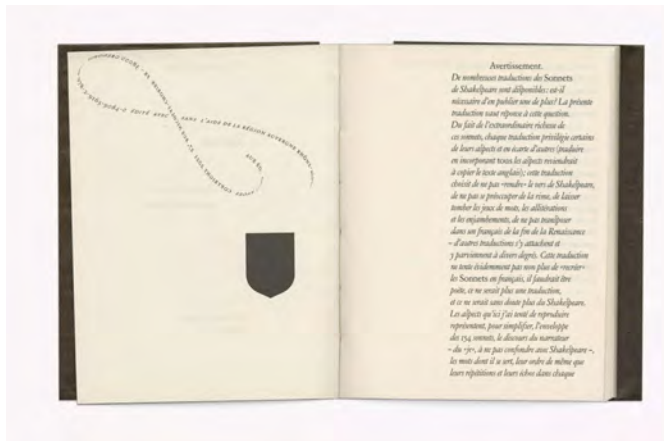 SANS L'AIDE DE LA RÉGION AUVERGNE RHÔNE-
Avertissement.
De nombreuses traductions des Sonnets
de Shakespeare sont disponibles: est-il
nécessaire d'en publier une de plus? La présente
traduction vaut réponse à cette question.
Du fait de l'extraordinaire richesse de
ces sonnets, chaque traduction privilégie certains
de leurs aspects et en écarte d'autres (traduire
en incorporant tous les aspects reviendrait
à copier le texte anglais); cette traduction
choisit de ne pas «rendre» le vers de Shakespeare,
de ne pas se préoccuper de la rime, de laisser
tomber les jeux de mots, les allitérations
et les enjambements, de ne pas transposer
dans un français de la fin de la Renaissance
– d'autres traductions s'y attachent et
y parviennent à divers degrés. Cette traduction
ne tente évidemment pas non plus de «recréer»
les Sonnets en français, il faudrait être
poète, ce ne serait plus une traduction,
et ce ne serait sans doute plus du Shakespeare.
Les aspects qu'ici j'ai tenté de reproduire
représentent, pour simplifier, l'enveloppe
des 154 sonnets, le discours du narrateur
– du «je», à ne pas confondre avec Shakespeare –,
les mots dont il se sert, leur ordre de même que
leurs répétitions et leurs échos dans chaque